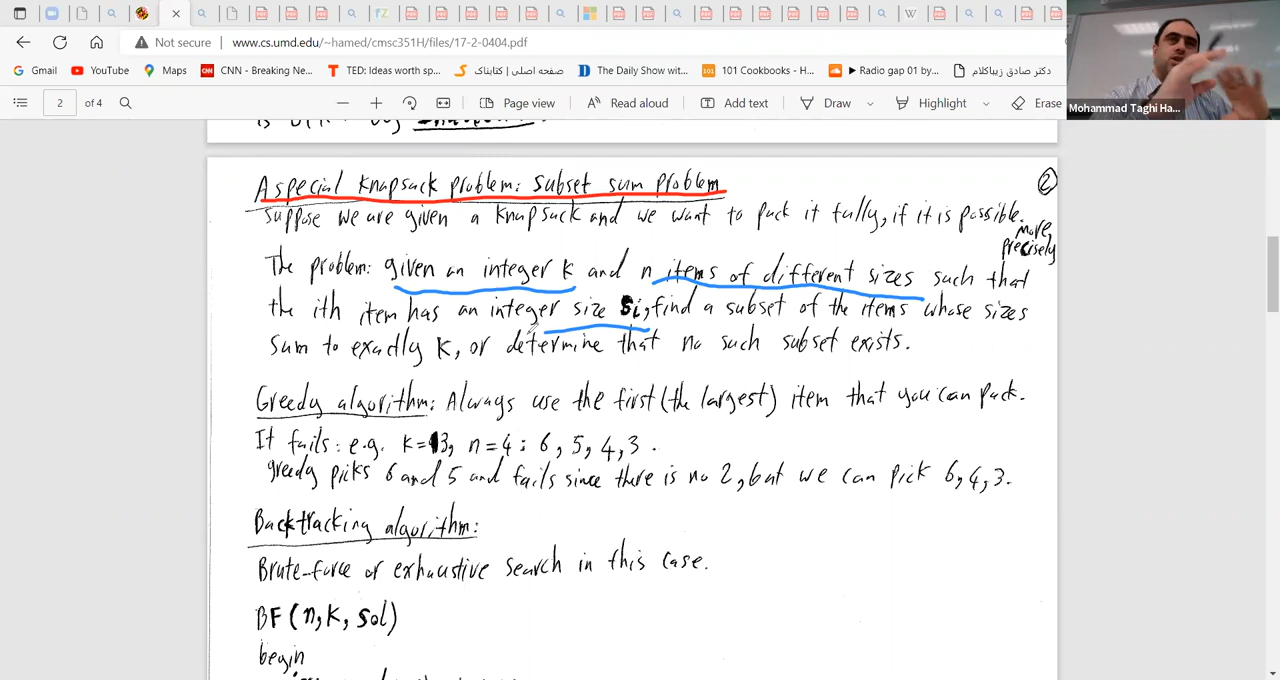 Not secure
www.cs.umd.edu/~hamed/cmsc351H/files/17-2-0404.pdf
Gmail
YouTube
Maps
CNN - Breaking Ne...
TED: Ideas worth sp...
صفحه اصلی | کتابناک
The Daily Show wit...
101 Cookbooks - H...
Radio gap 01 by...
دکتر صادق زیباکلام
2 of 4
Page view
Read aloud
Add text
Draw
Highlight
Erase
Mohammad Taghi Ha...
2
A special knapsack problem: subset sum problem
suppose we are given a knapsack and we want to pack it fully, if it is possible.
more precisely
The problem: given an integer k and n items of different sizes such that
the ith item has an integer size Si, find a subset of the items whose sizes
sum to exactly k, or determine that no such subset exists.
Greedy algorithm: Always use the first (the largest) item that you can pack.
It fails: e.g. k=13, n=4: 6, 5, 4, 3.
greedy picks 6 and 5 and fails since there is no 2, but we can pick 6, 4, 3.
Backtracking algorithm:
Brute-force or exhaustive search in this case.
BF(n, k, sol)
begin